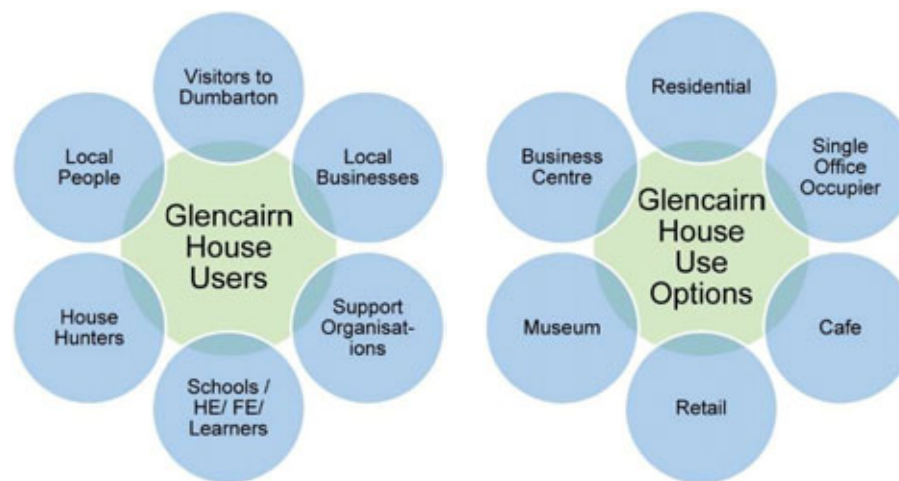 Visitors to
Dumbarton
Local
People
Local
Businesses
Glencairn
House
Users
House
Hunters
Support
Organisat-
ions
Schools /
HE/ FE/
Learners
Residential
Business
Centre
Single
Office
Occupier
Glencairn
House
Use
Options
Museum
Cafe
Retail